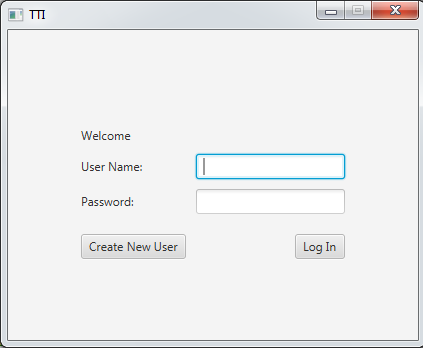 TTI
Welcome
User Name:
Password:
Create New User Log In